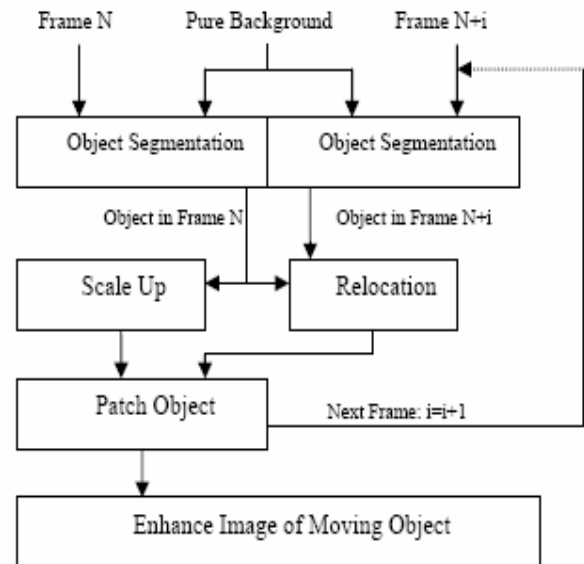 Frame N
Pure Background
Frame N+i
Object Segmentation
Object Segmentation
Object in Frame N
Object in Frame N+i
Scale Up
Relocation
Patch Object
Next Frame: i=i+1
Enhance Image of Moving Object